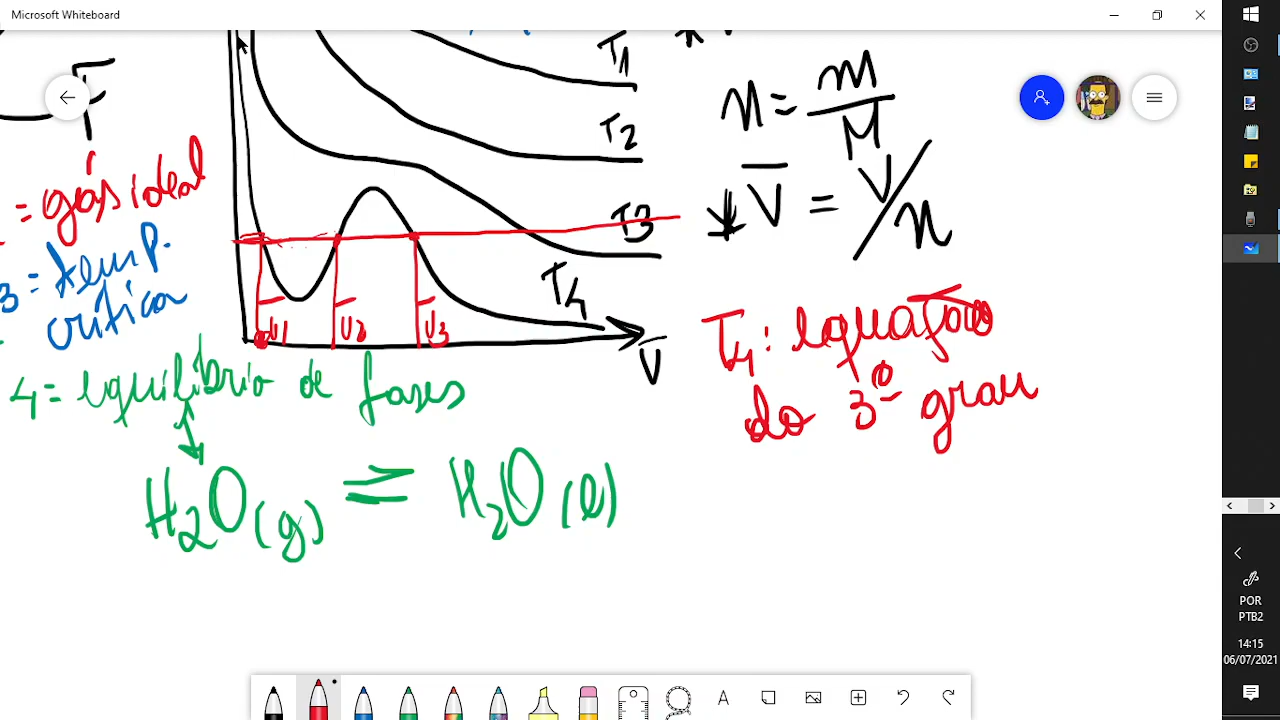 Microsoft Whiteboard
T1
n = m/M
T2
= gás ideal
* V̄ = V/n
T3
3 = temp.
crítica
T4
V1 V2 V3
V̄
T4: equação
do 3º grau
4 = equilíbrio de fases
H2O(g) ⇌ H2O(l)
A
POR
PTB2
14:15
06/07/2021